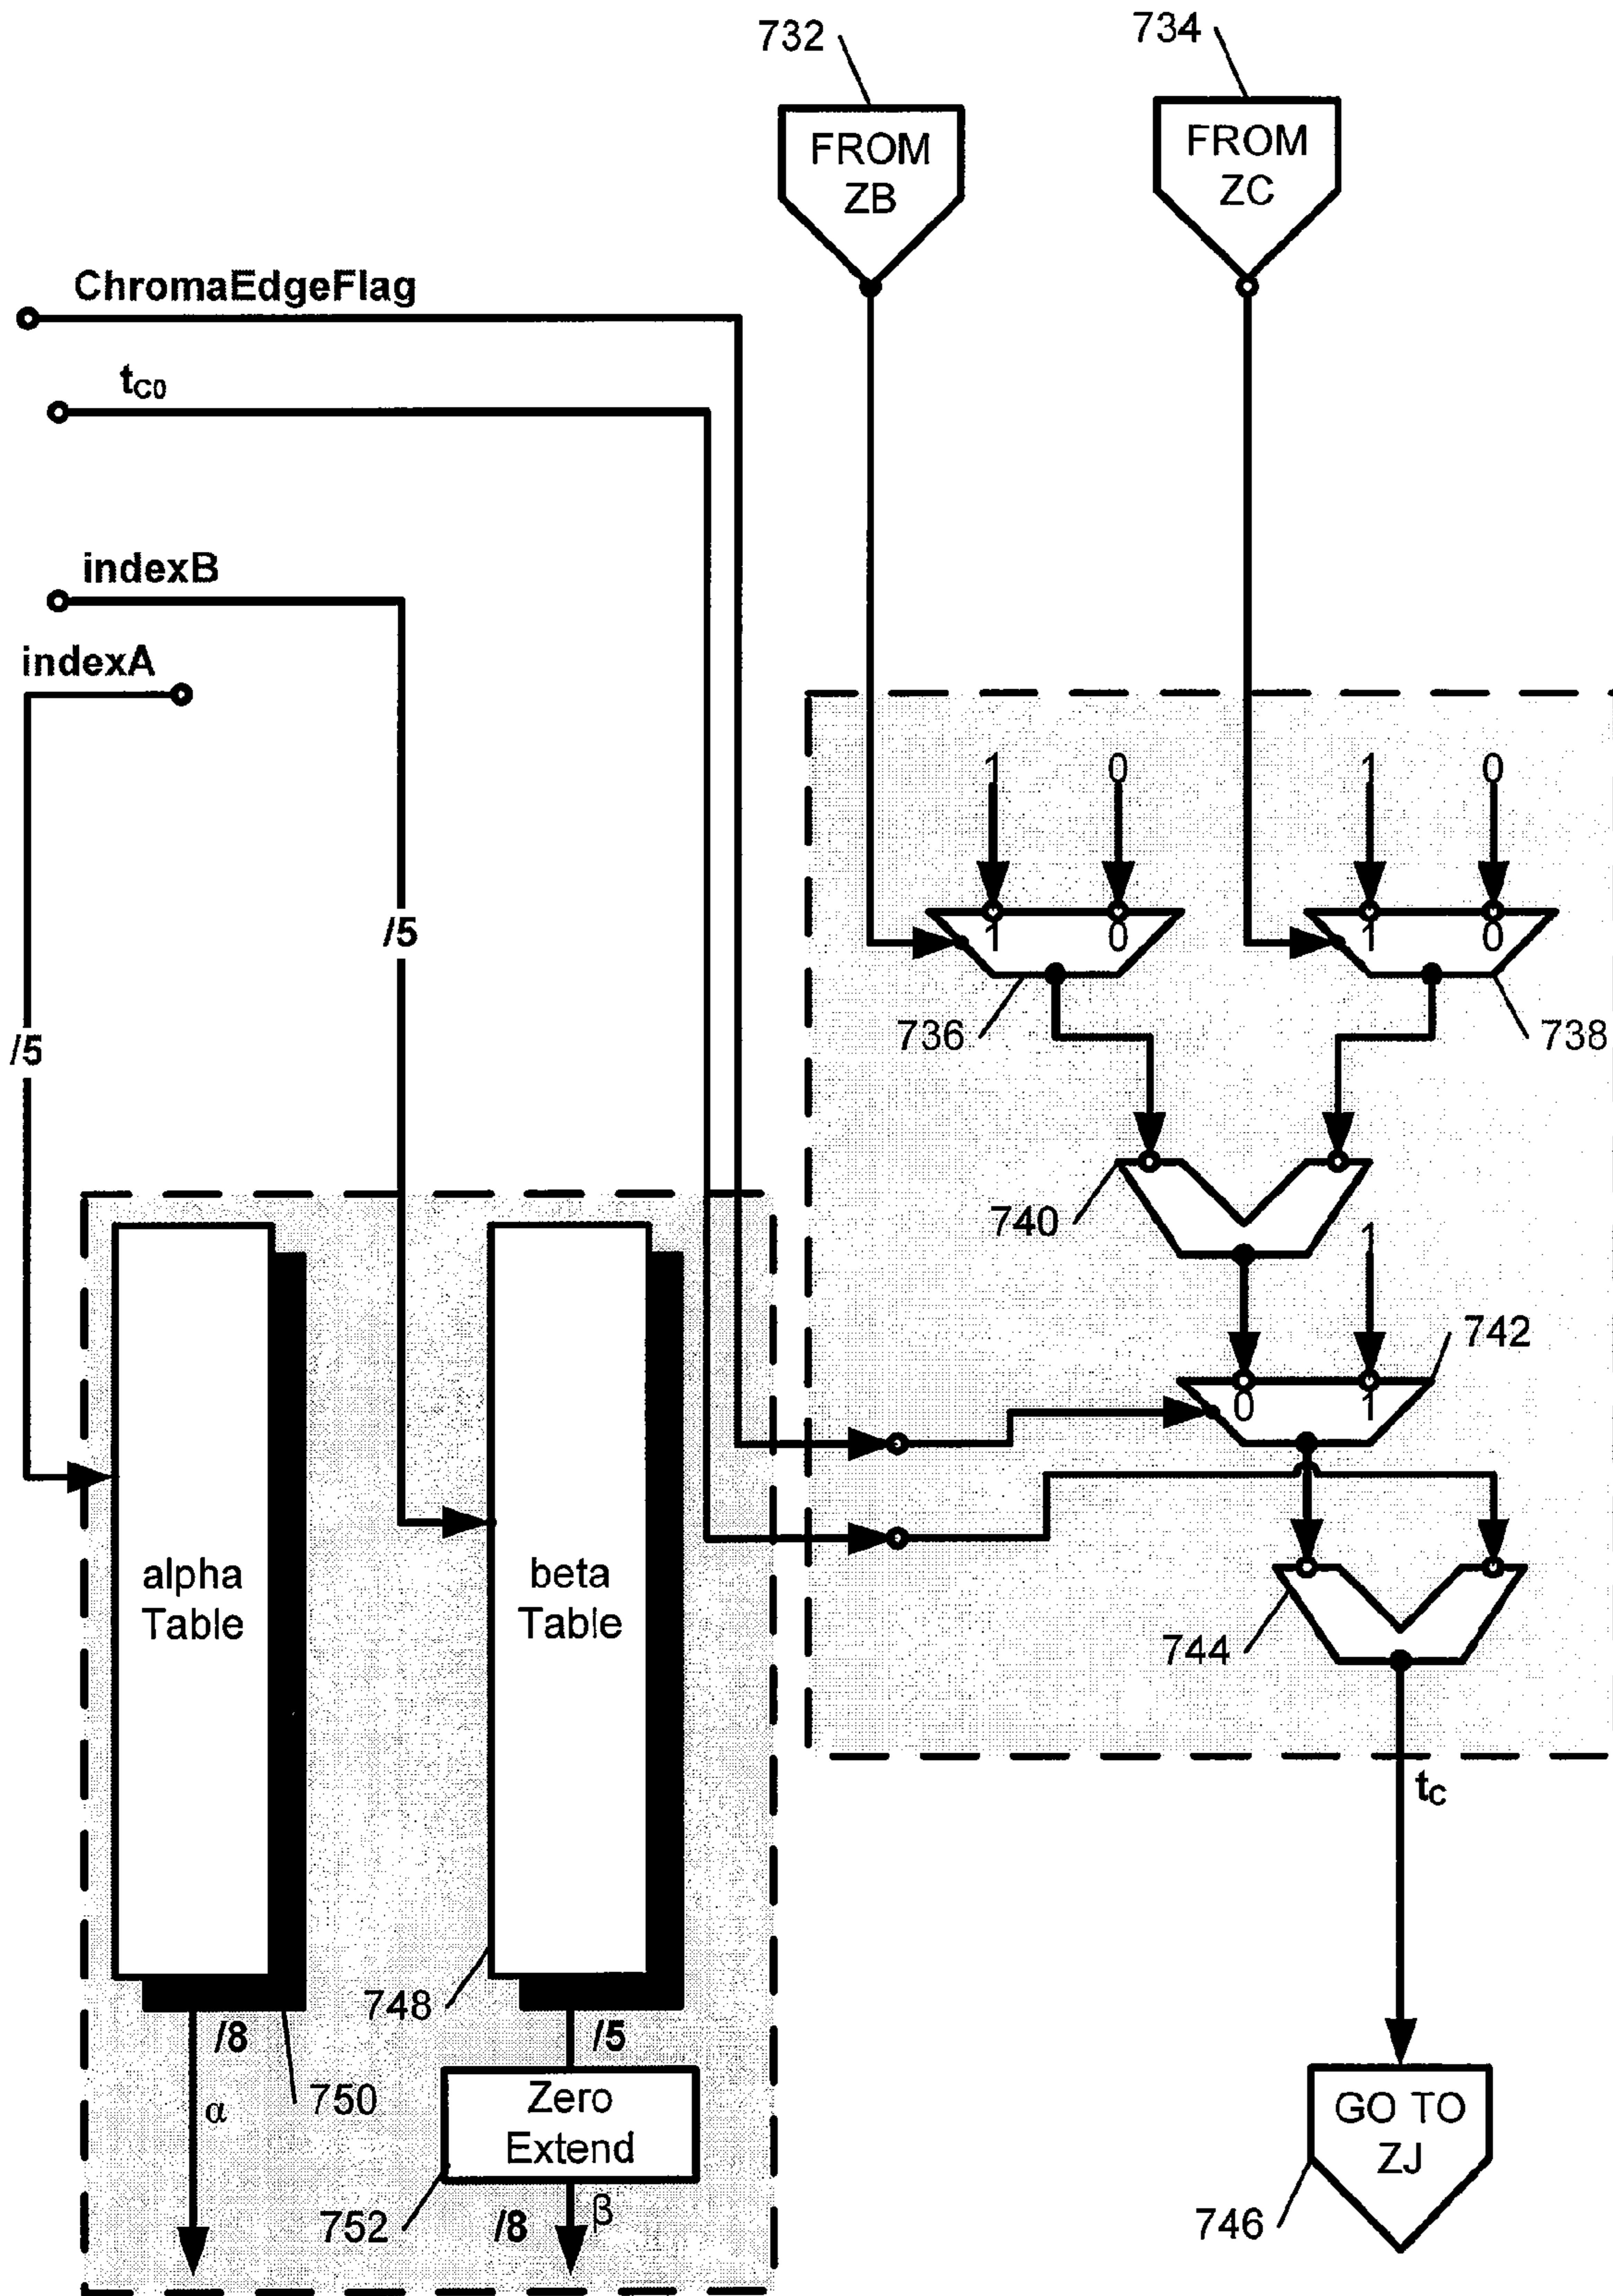 732
734
FROM
ZB
FROM
ZC
ChromaEdgeFlag
tC0
indexB
indexA
1 0
1 0
/5
1 0
1 0
736
738
/5
740
1
742
0 1
alpha
Table
beta
Table
744
tC
748
/8
/5
750
α
Zero
Extend
GO TO
ZJ
752
/8
β
746